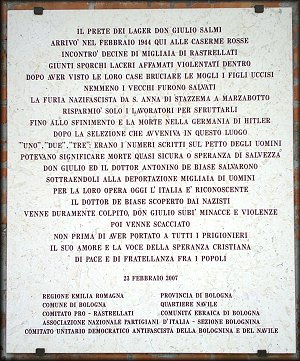 IL PRETE DEI LAGER DON GIULIO SALMI
ARRIVO' NEL FEBBRAIO 1944 QUI ALLE CASERME ROSSE
INCONTRÒ DECINE DI MIGLIAIA DI RASTRELLATI
GIUNTI SPORCHI LACERI AFFAMATI VIOLENTATI DENTRO
DOPO AVER VISTO LE LORO CASE BRUCIARE LE MOGLI I FIGLI UCCISI
NEMMENO I VECCHI FURONO SALVATI
LA FURIA NAZIFASCISTA DA S. ANNA DI STAZZEMA A MARZABOTTO
RISPARMIÒ SOLO I LAVORATORI PER SFRUTTARLI
FINO ALLO SFINIMENTO E LA MORTE NELLA GERMANIA DI HITLER
DOPO LA SELEZIONE CHE AVVENIVA IN QUESTO LUOGO
"UNO", "DUE", "TRE": ERANO I NUMERI SCRITTI SUL PETTO DEGLI UOMINI
POTEVANO SIGNIFICARE MORTE QUASI SICURA O SPERANZA DI SALVEZZA
DON GIULIO ED IL DOTTOR ANTONINO DE BIASE SALVARONO
SOTTRAENDOLI ALLA DEPORTAZIONE MIGLIAIA DI UOMINI
PER LA LORO OPERA OGGI L' ITALIA E' RICONOSCENTE
IL DOTTOR DE BIASE SCOPERTO DAI NAZISTI
VENNE DURAMENTE COLPITO, DON GIULIO SUBI' MINACCE E VIOLENZE
POI VENNE SCACCIATO
NON PRIMA DI AVER PORTATO A TUTTI I PRIGIONIERI
IL SUO AMORE E LA VOCE DELLA SPERANZA CRISTIANA
DI PACE E DI FRATELLANZA FRA I POPOLI
23 FEBBRAIO 2007
REGIONE EMILIA ROMAGNA PROVINCIA DI BOLOGNA
COMUNE DI BOLOGNA QUARTIERE NAVILE
COMITATO PRO - RASTRELLATI COMUNITÀ EBRAICA DI BOLOGNA
ASSOCIAZIONE NAZIONALE PARTIGIANI D'ITALIA - SEZIONE BOLOGNINA
COMITATO UNITARIO DEMOCRATICO ANTIFASCISTA DELLA BOLOGNINA E DEL NAVILE